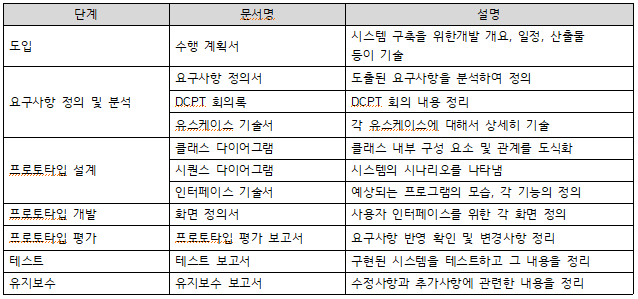 단계 문서명 설명
도입 수행 계획서 시스템 구축을 위한개발 개요, 일정, 산출물
등이 기술
요구사항 정의 및 분석 요구사항 정의서 도출된 요구사항을 분석하여 정의
DCPT 회의록 DCPT 회의 내용 정리
유스케이스 기술서 각 유스케이스에 대해서 상세히 기술
프로토타입 설계 클래스 다이어그램 클래스 내부 구성 요소 및 관계를 도식화
시퀀스 다이어그램 시스템의 시나리오를 나타냄
인터페이스 기술서 예상되는 프로그램의 모습, 각 기능의 정의
프로토타입 개발 화면 정의서 사용자 인터페이스를 위한 각 화면 정의
프로토타입 평가 프로토타입 평가 보고서 요구사항 반영 확인 및 변경사항 정리
테스트 테스트 보고서 구현된 시스템을 테스트하고 그 내용을 정리
유지보수 유지보수 보고서 수정사항과 추가사항에 관련한 내용을 정리